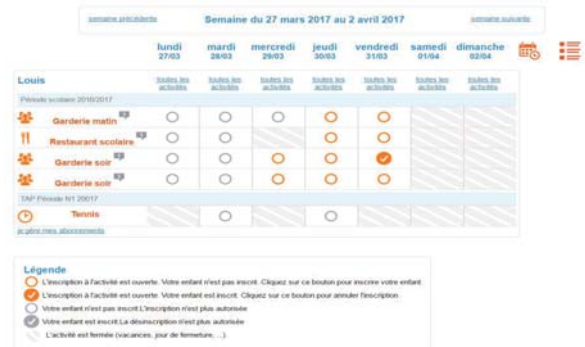 semaine précédente Semaine du 27 mars 2017 au 2 avril 2017 semaine suivante
lundi mardi mercredi jeudi vendredi samedi dimanche
27/03 28/03 29/03 30/03 31/03 01/04 02/04
Louis toutes les activités toutes les activités toutes les activités toutes les activités toutes les activités toutes les activités toutes les activités
Période scolaire 2016/2017
Garderie matin
Restaurant scolaire
Garderie soir
Garderie soir
TAP Période N1 20017
Tennis
je gère mes abonnements
Légende
L'inscription à l'activité est ouverte. Votre enfant n'est pas inscrit. Cliquez sur ce bouton pour inscrire votre enfant
L'inscription à l'activité est ouverte. Votre enfant est inscrit. Cliquez sur ce bouton pour annuler l'inscription
Votre enfant n'est pas inscrit.L'inscription n'est plus autorisée
Votre enfant est inscrit.La désinscription n'est plus autorisée
L'activité est fermée (vacances, jour de fermeture, ...).